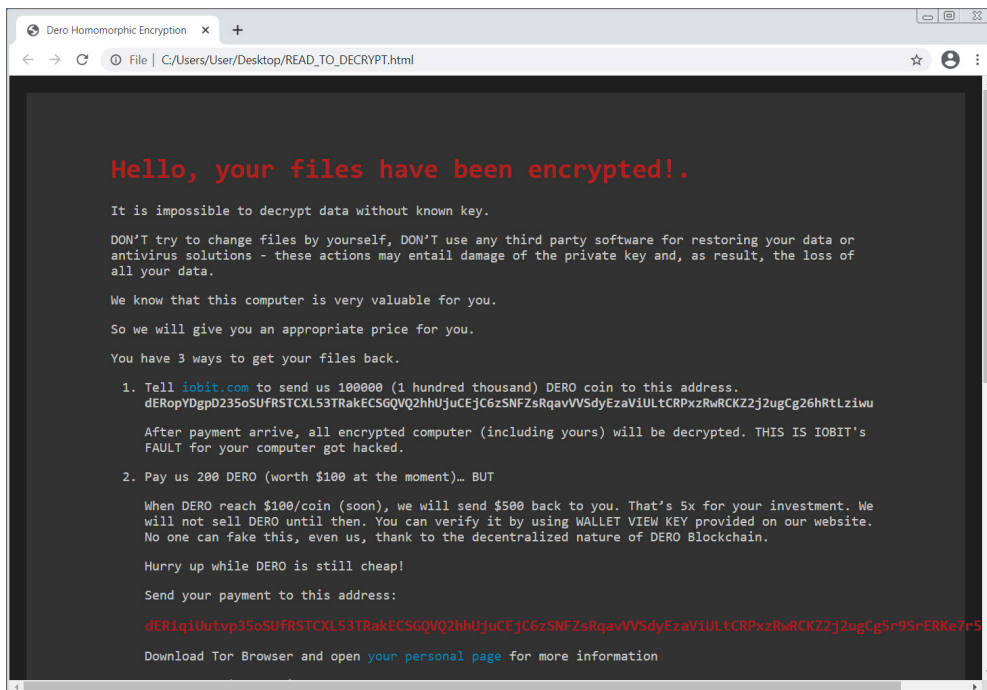 Dero Homomorphic Encryption
File | C:/Users/User/Desktop/READ_TO_DECRYPT.html
Hello, your files have been encrypted!.
It is impossible to decrypt data without known key.
DON'T try to change files by yourself, DON'T use any third party software for restoring your data or
antivirus solutions - these actions may entail damage of the private key and, as result, the loss of
all your data.
We know that this computer is very valuable for you.
So we will give you an appropriate price for you.
You have 3 ways to get your files back.
1. Tell iobit.com to send us 100000 (1 hundred thousand) DERO coin to this address.
dERopYDgpD235oSUfRSTCXL53TRakECSGQVQ2hhUjuCEjC6zSNFZsRqavVVSdyEzaViULtCRPxzRwRCKZ2j2ugCg26hRtLziwu
After payment arrive, all encrypted computer (including yours) will be decrypted. THIS IS IOBIT's
FAULT for your computer got hacked.
2. Pay us 200 DERO (worth $100 at the moment)… BUT
When DERO reach $100/coin (soon), we will send $500 back to you. That's 5x for your investment. We
will not sell DERO until then. You can verify it by using WALLET VIEW KEY provided on our website.
No one can fake this, even us, thank to the decentralized nature of DERO Blockchain.
Hurry up while DERO is still cheap!
Send your payment to this address:
dERiqiUutvp35oSUfRSTCXL53TRakECSGQVQ2hhUjuCEjC6zSNFZsRqavVVSdyEzaViULtCRPxzRwRCKZ2j2ugCg5r9SrERKe7r5
Download Tor Browser and open your personal page for more information